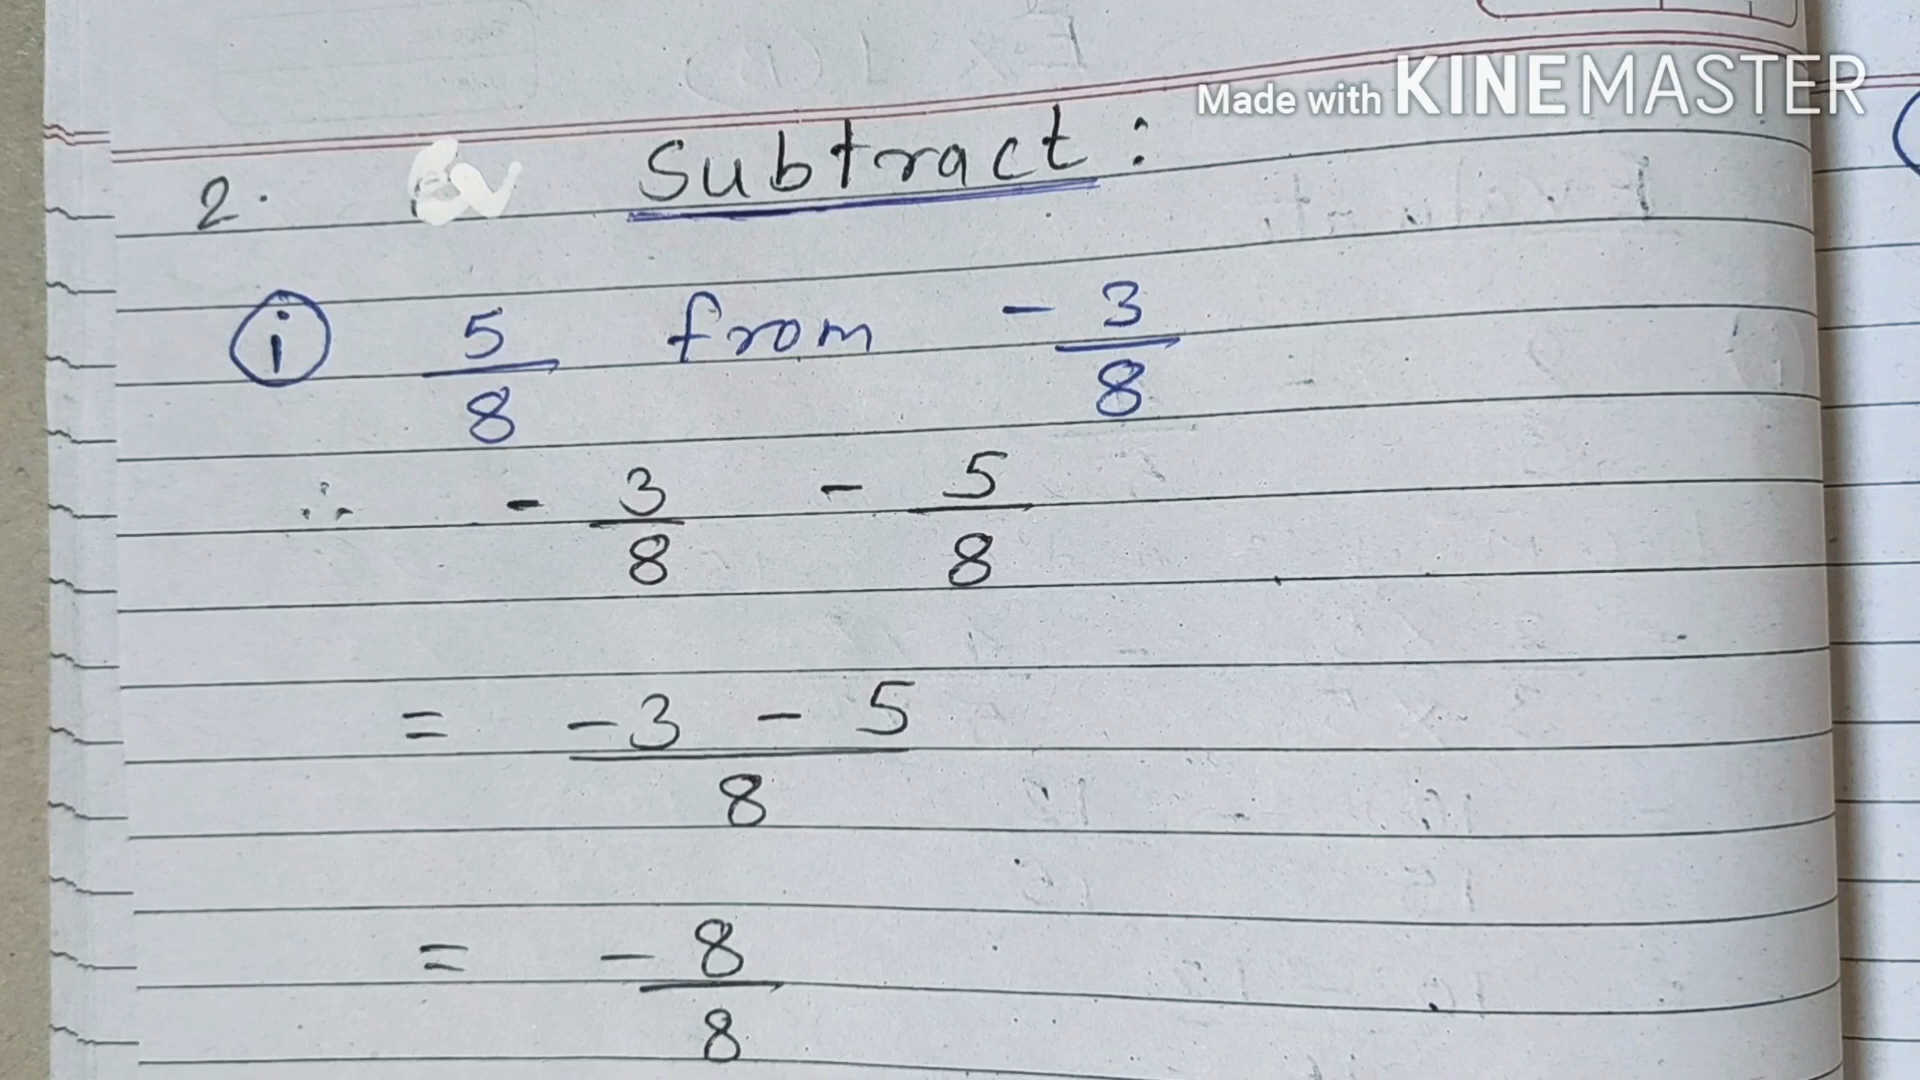 Made with KINEMASTER
2. Subtract :
i 5/8 from - 3/8
∴ - 3/8 - 5/8
= -3 - 5 / 8
= - 8/8